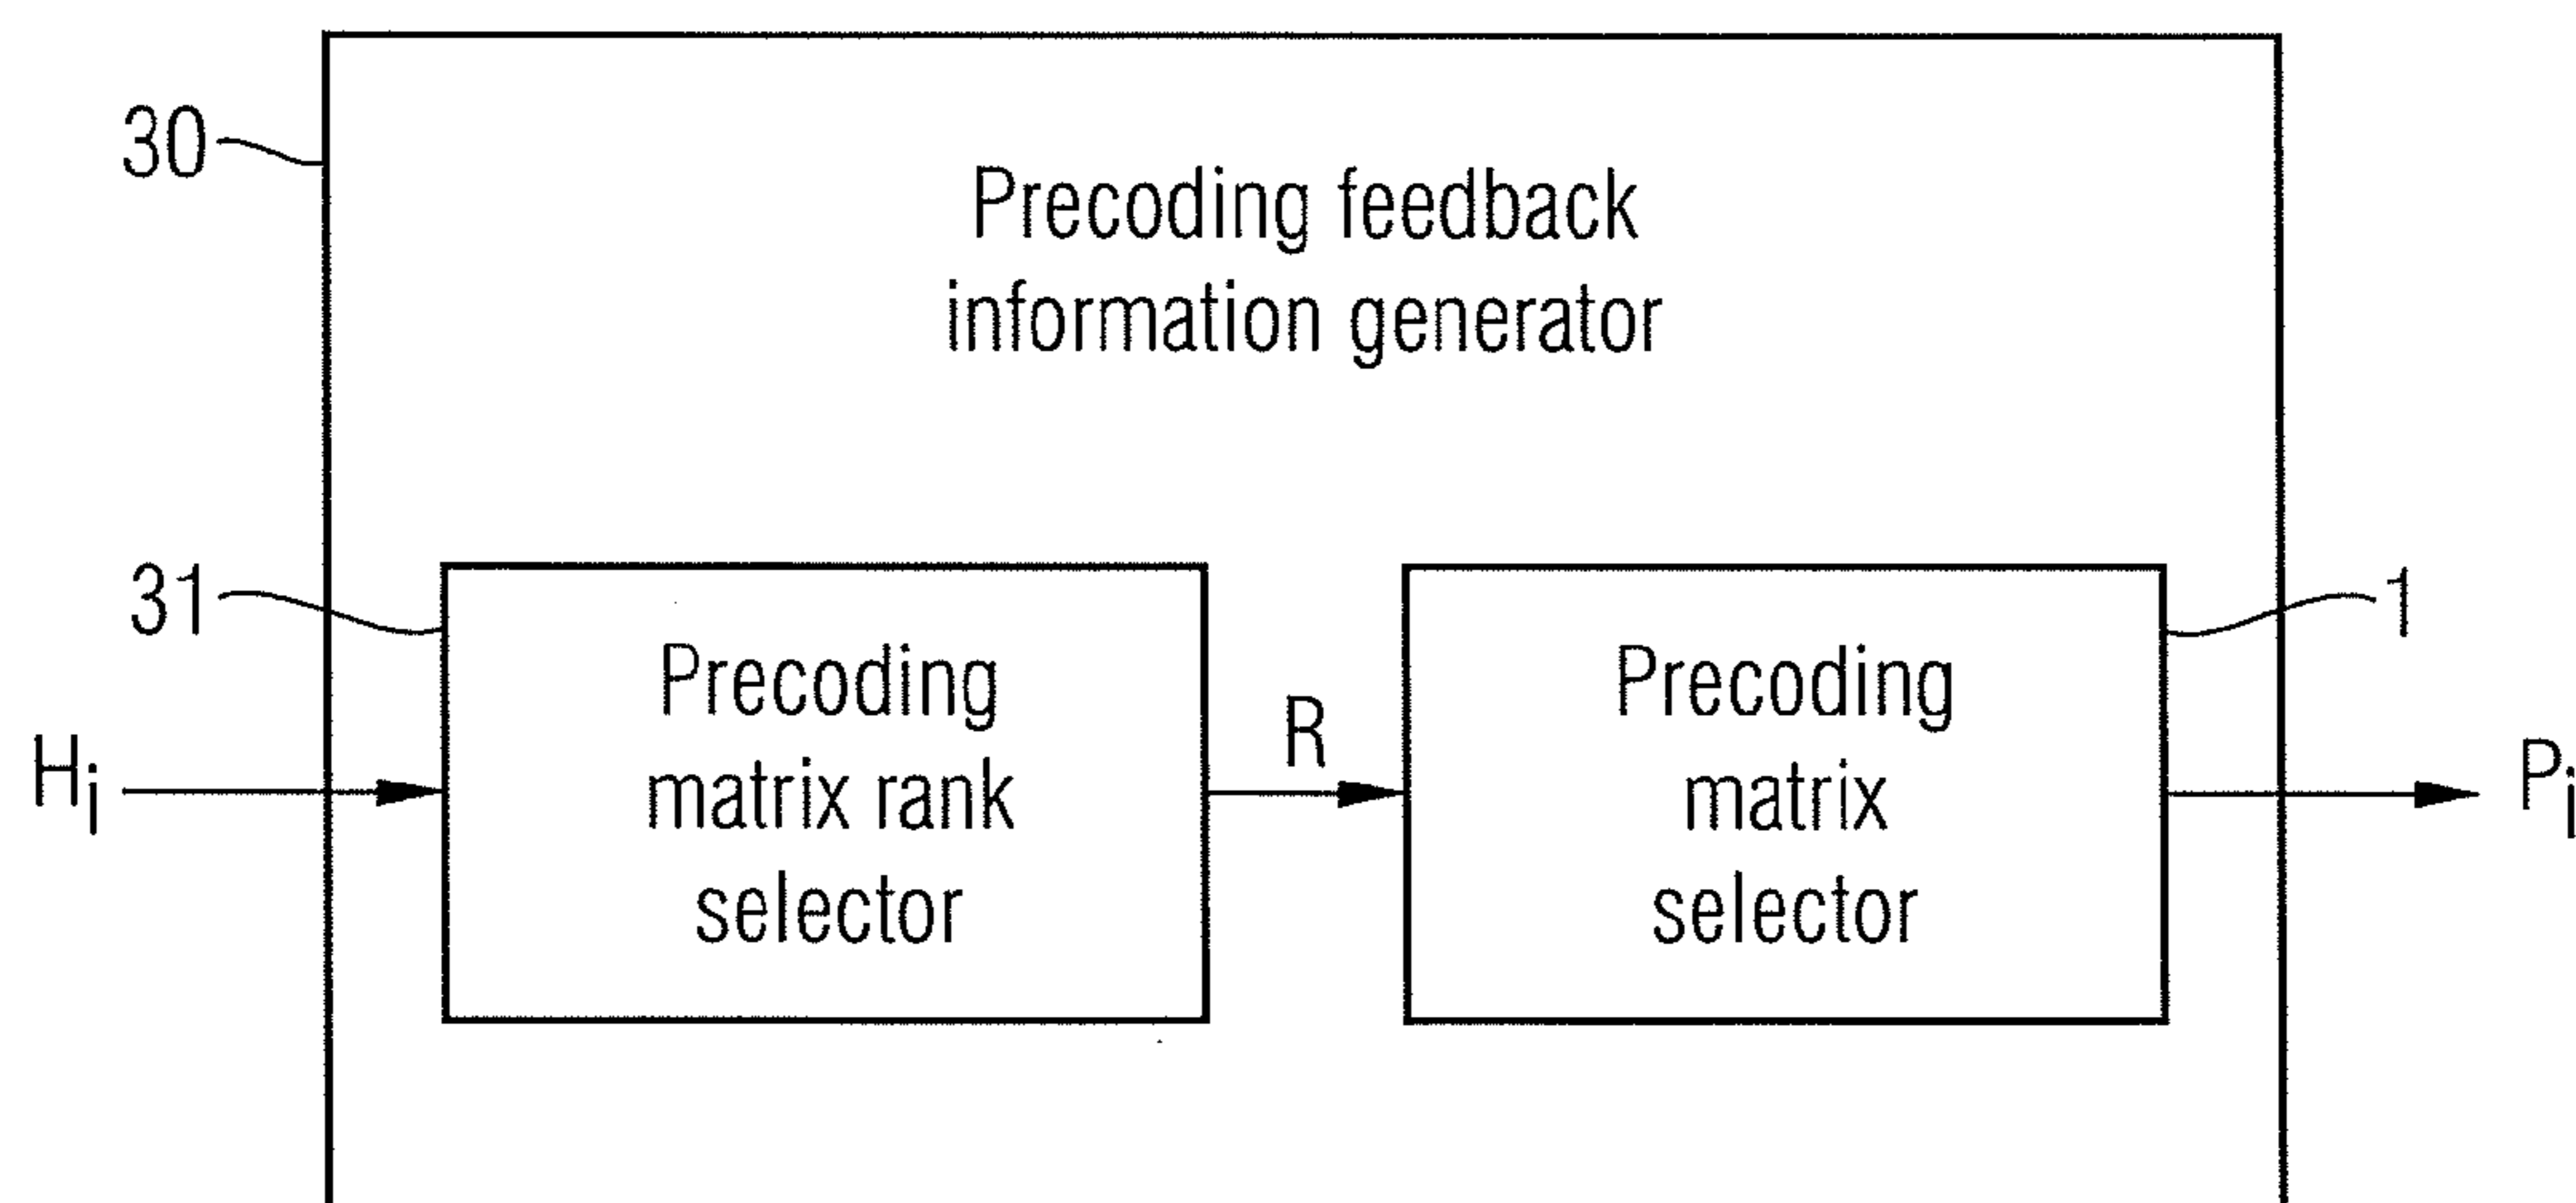 30
Precoding feedback
information generator
31
Precoding
matrix rank
selector
R
Precoding
matrix
selector
1
Hi
Pi